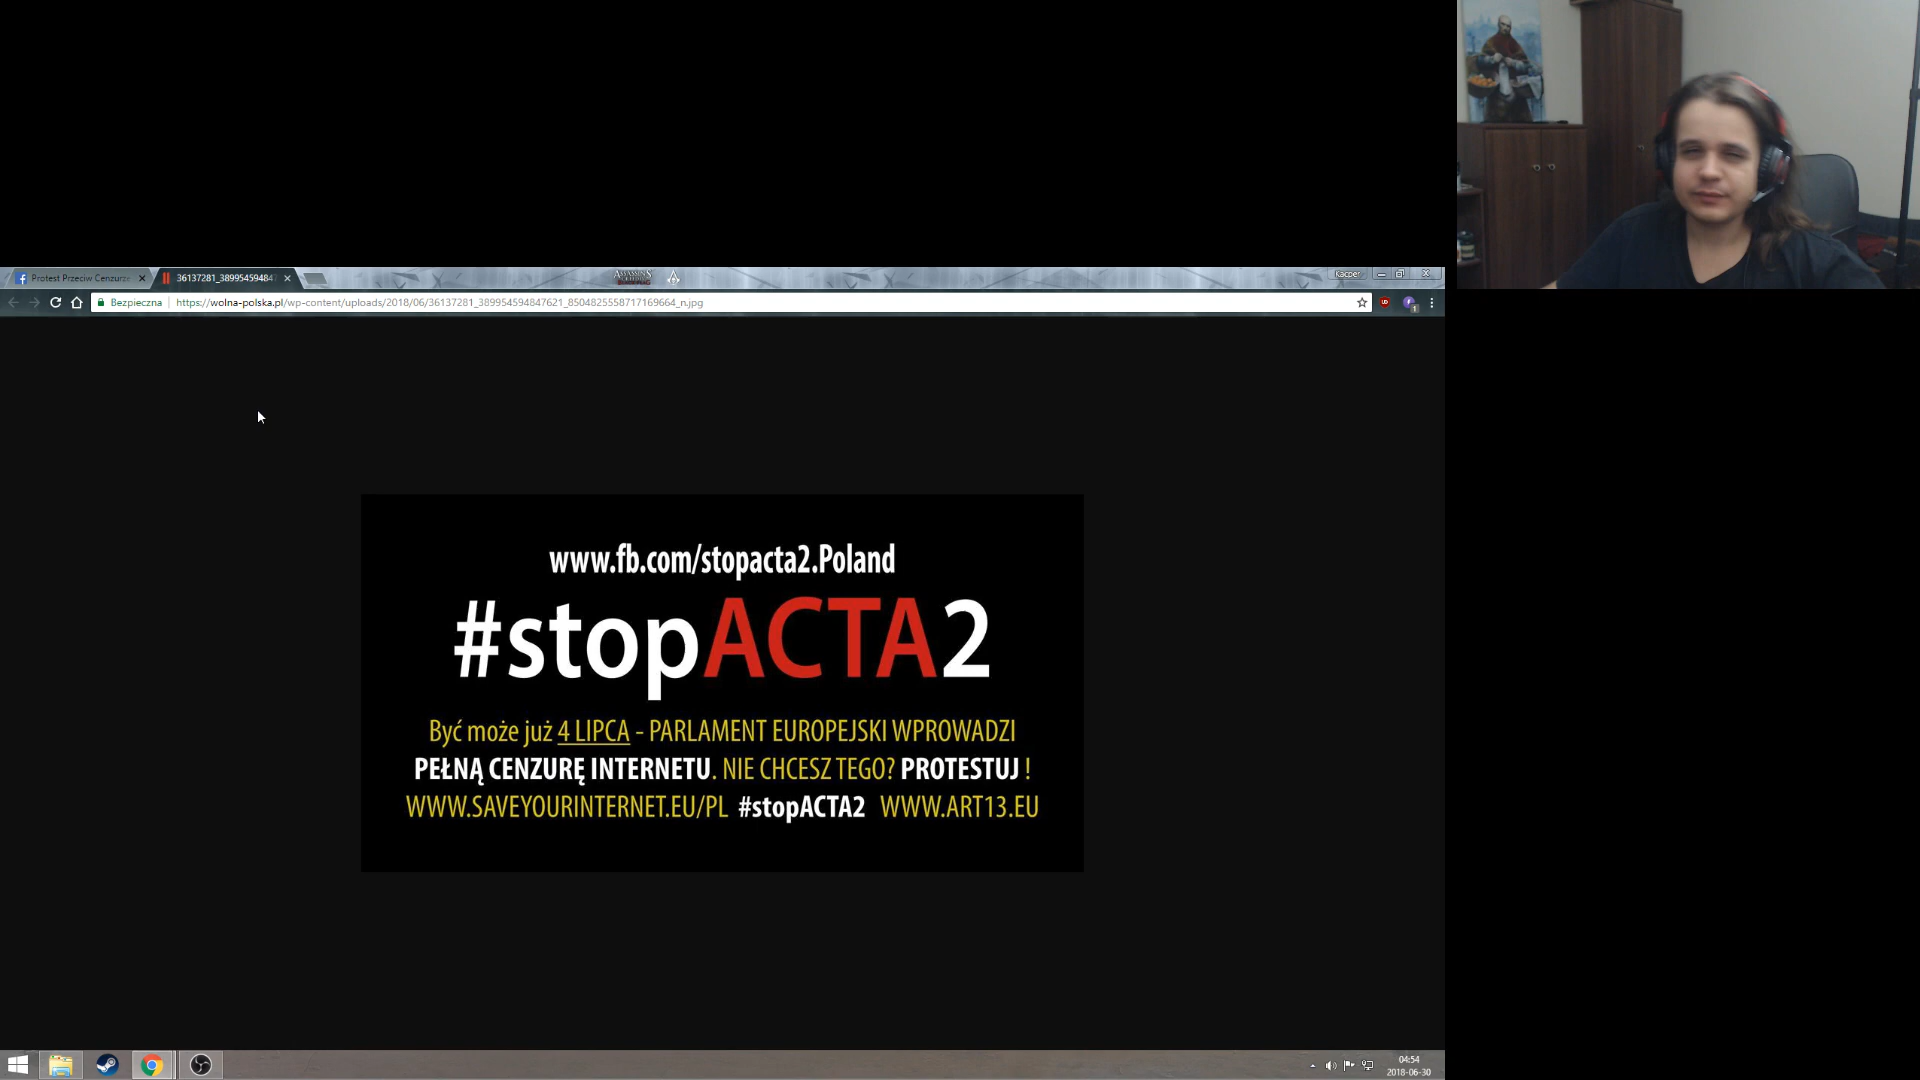 Protest Przeciw Cenzurze
36137281_38995459484
ASSASSIN'S
Kacper
Bezpieczna
https://wolna-polska.pl/wp-content/uploads/2018/06/36137281_389954594847621_8504825558717169664_n.jpg
www.fb.com/stopacta2.Poland
#stopACTA2
Być może już 4 LIPCA - PARLAMENT EUROPEJSKI WPROWADZI
PEŁNĄ CENZURĘ INTERNETU. NIE CHCESZ TEGO? PROTESTUJ !
WWW.SAVEYOURINTERNET.EU/PL #stopACTA2 WWW.ART13.EU
04:54
2018-06-30